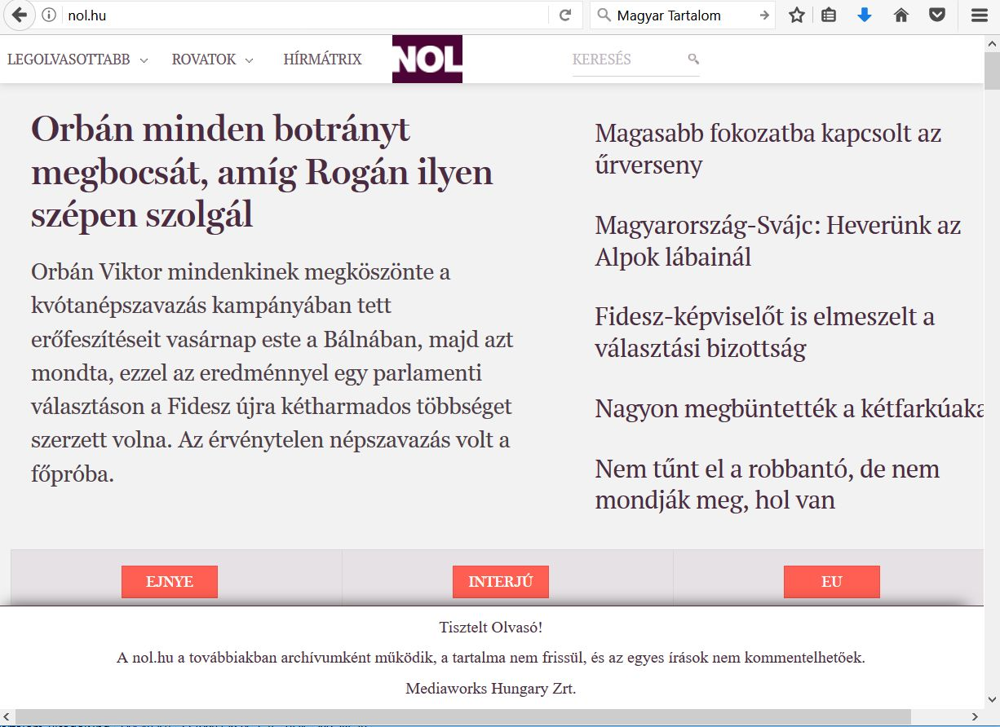 nol.hu
Magyar Tartalom
LEGOLVASOTTABB
ROVATOK
HÍRMÁTRIX
NOL
KERESÉS
Orbán minden botrányt
megbocsát, amíg Rogán ilyen
szépen szolgál
Orbán Viktor mindenkinek megköszönte a
kvótanépszavazás kampányában tett
erőfeszítéseit vasárnap este a Bálnában, majd azt
mondta, ezzel az eredménnyel egy parlamenti
választáson a Fidesz újra kétharmados többséget
szerzett volna. Az érvénytelen népszavazás volt a
főpróba.
Magasabb fokozatba kapcsolt az
űrverseny
Magyarország-Svájc: Heverünk az
Alpok lábainál
Fidesz-képviselőt is elmeszelt a
választási bizottság
Nagyon megbüntették a kétfarkúaka
Nem tűnt el a robbantó, de nem
mondják meg, hol van
EJNYE
INTERJÚ
EU
Tisztelt Olvasó!
A nol.hu a továbbiakban archívumként működik, a tartalma nem frissül, és az egyes írások nem kommentelhetőek.
Mediaworks Hungary Zrt.